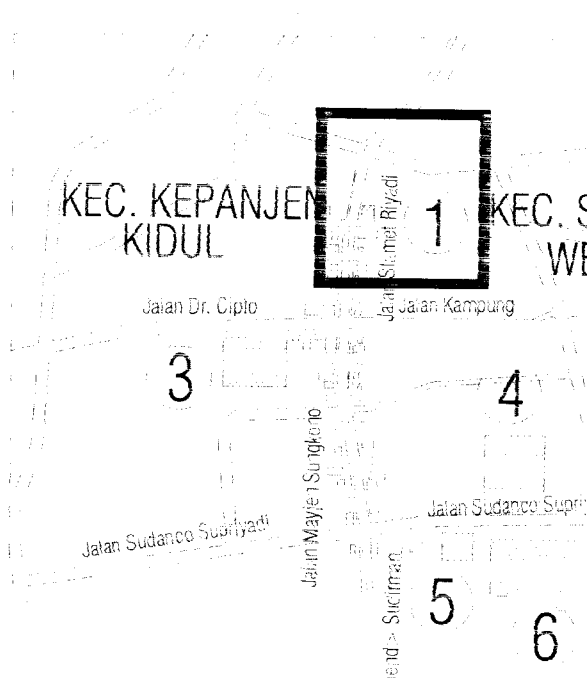 KEC. KEPANJEN
KIDUL
1
KEC. S
WE
Jalan Slamet Riyadi
Jalan Dr. Cipto
Jalan Kampung
3
4
Jalan Mayjen Sungkono
Jalan Sudanco Supriyadi
Jalan Sudanco Supriy
Sudirman
5
6